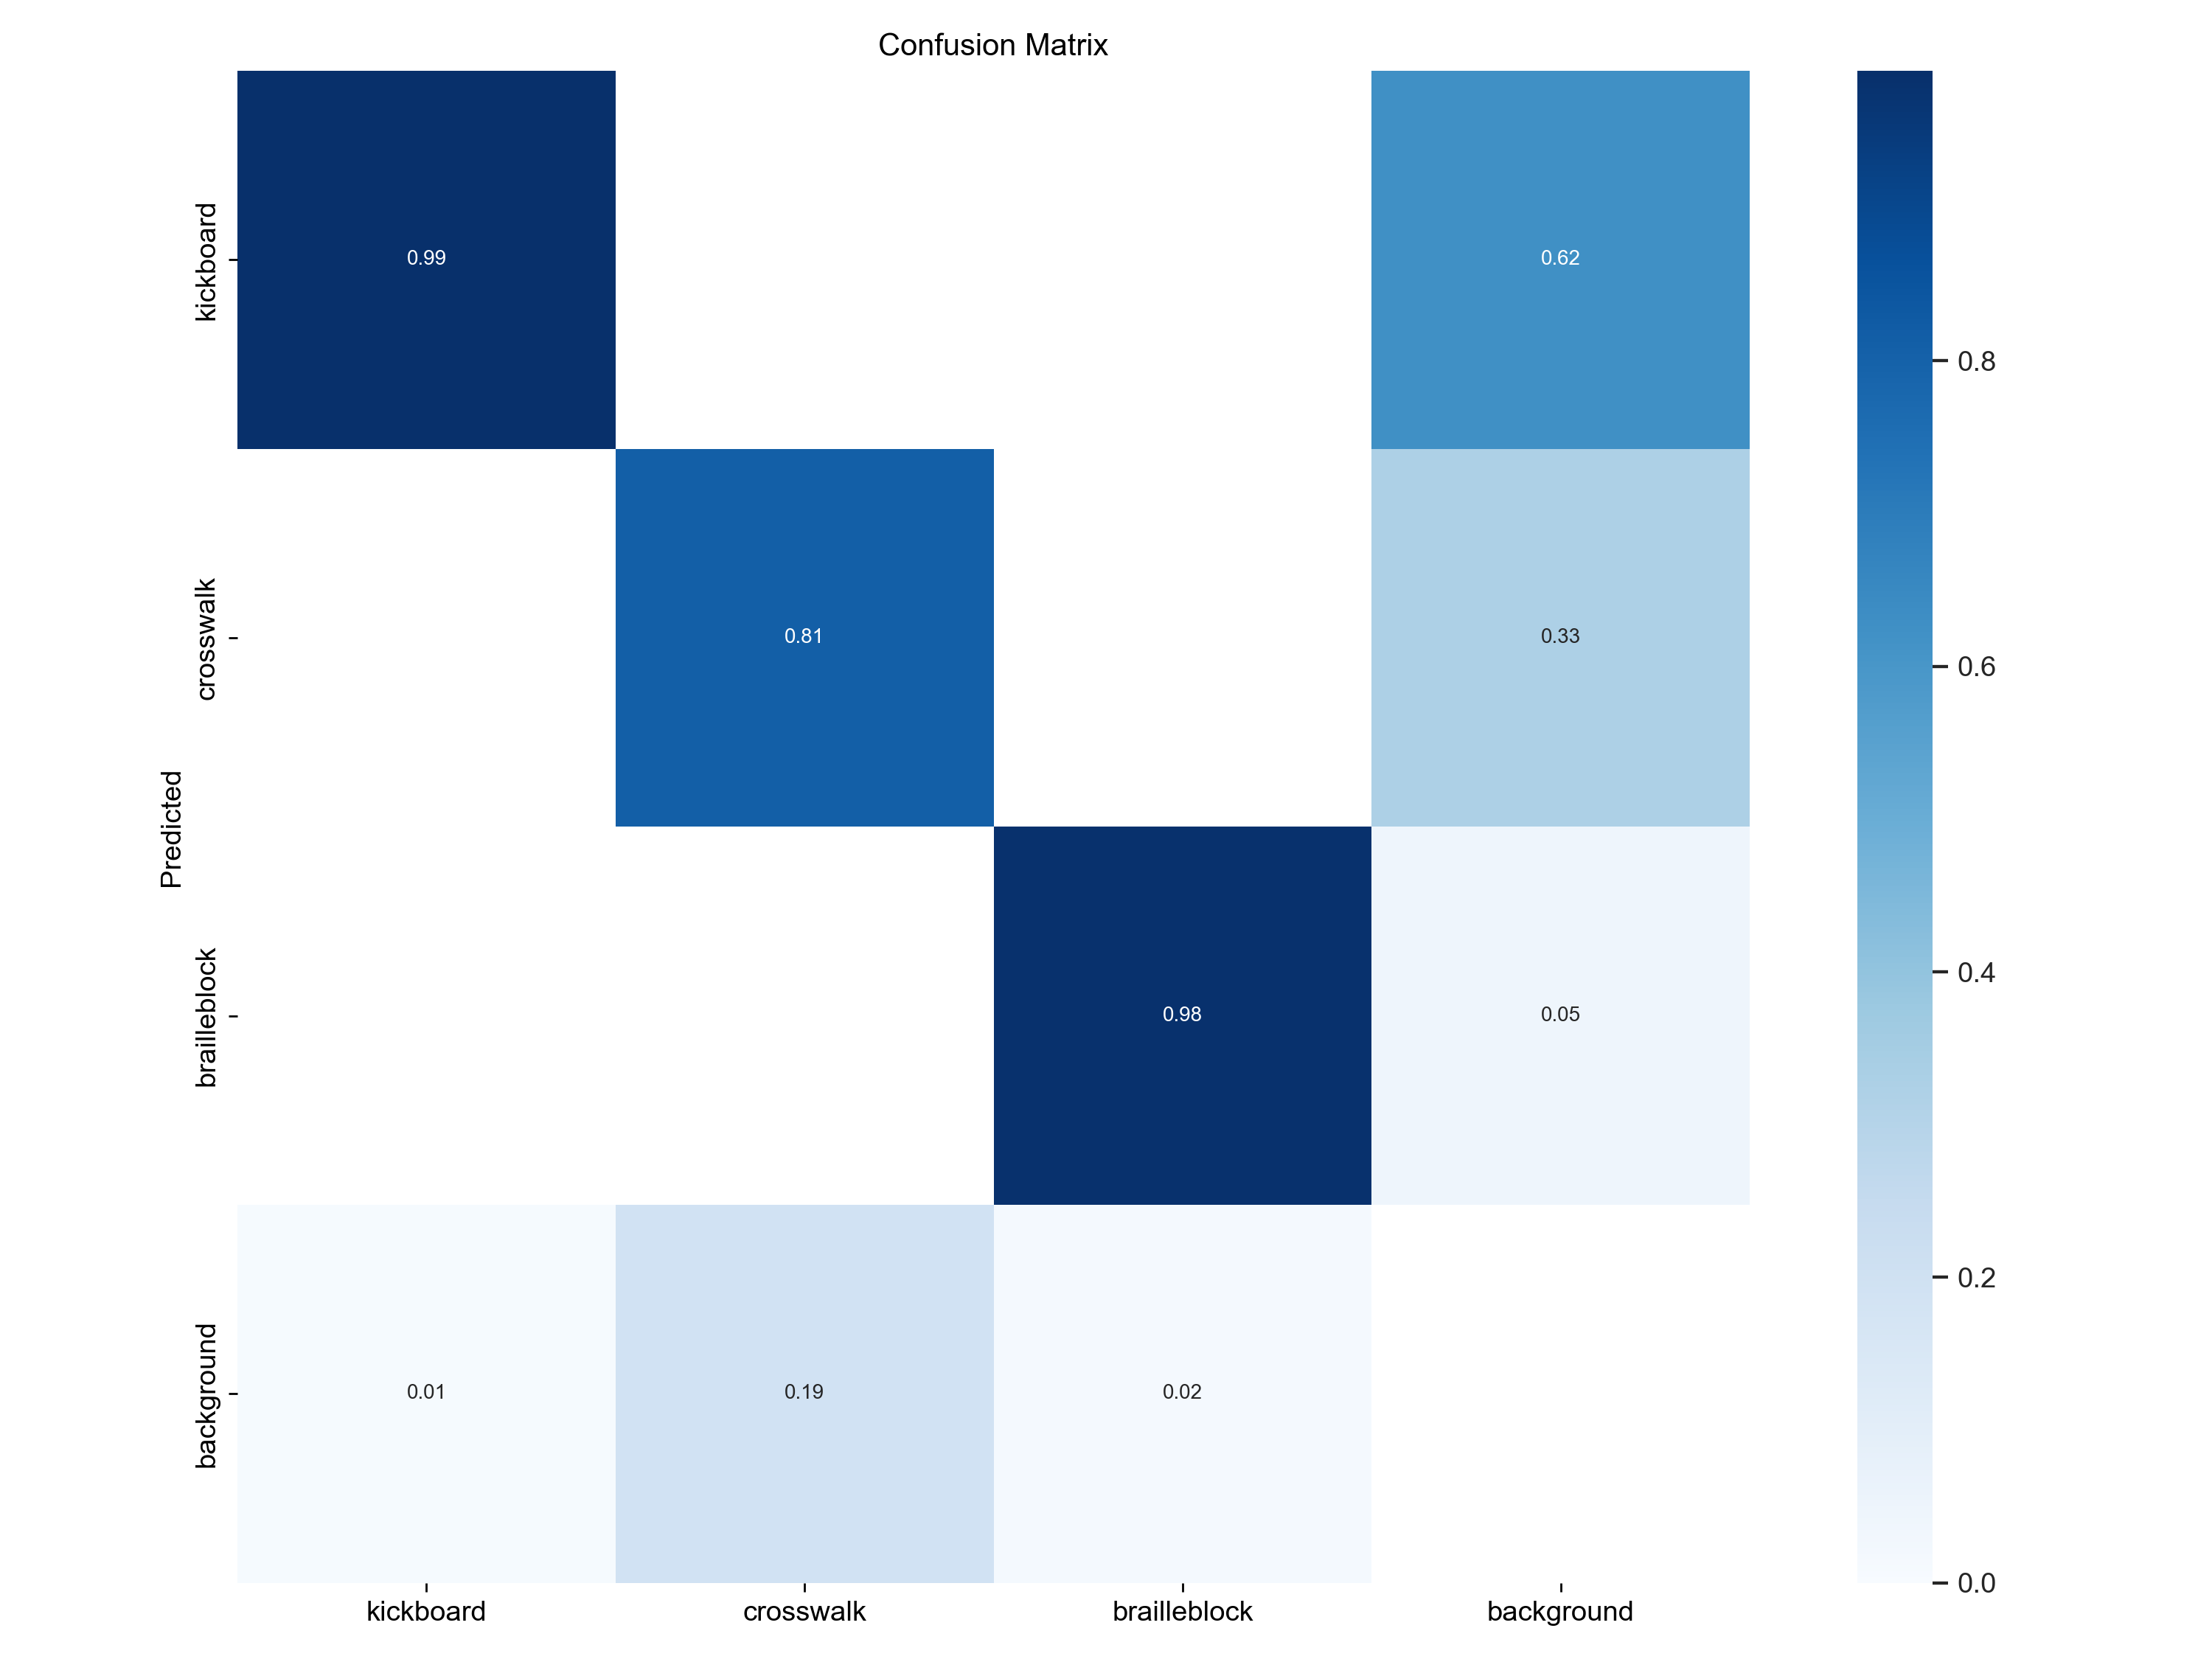 Confusion Matrix
kickboard
0.99
0.62
0.8
crosswalk
0.81
0.33
0.6
Predicted
brailleblock
0.98
0.05
0.4
background
0.01
0.19
0.02
0.2
0.0
kickboard
crosswalk
brailleblock
background